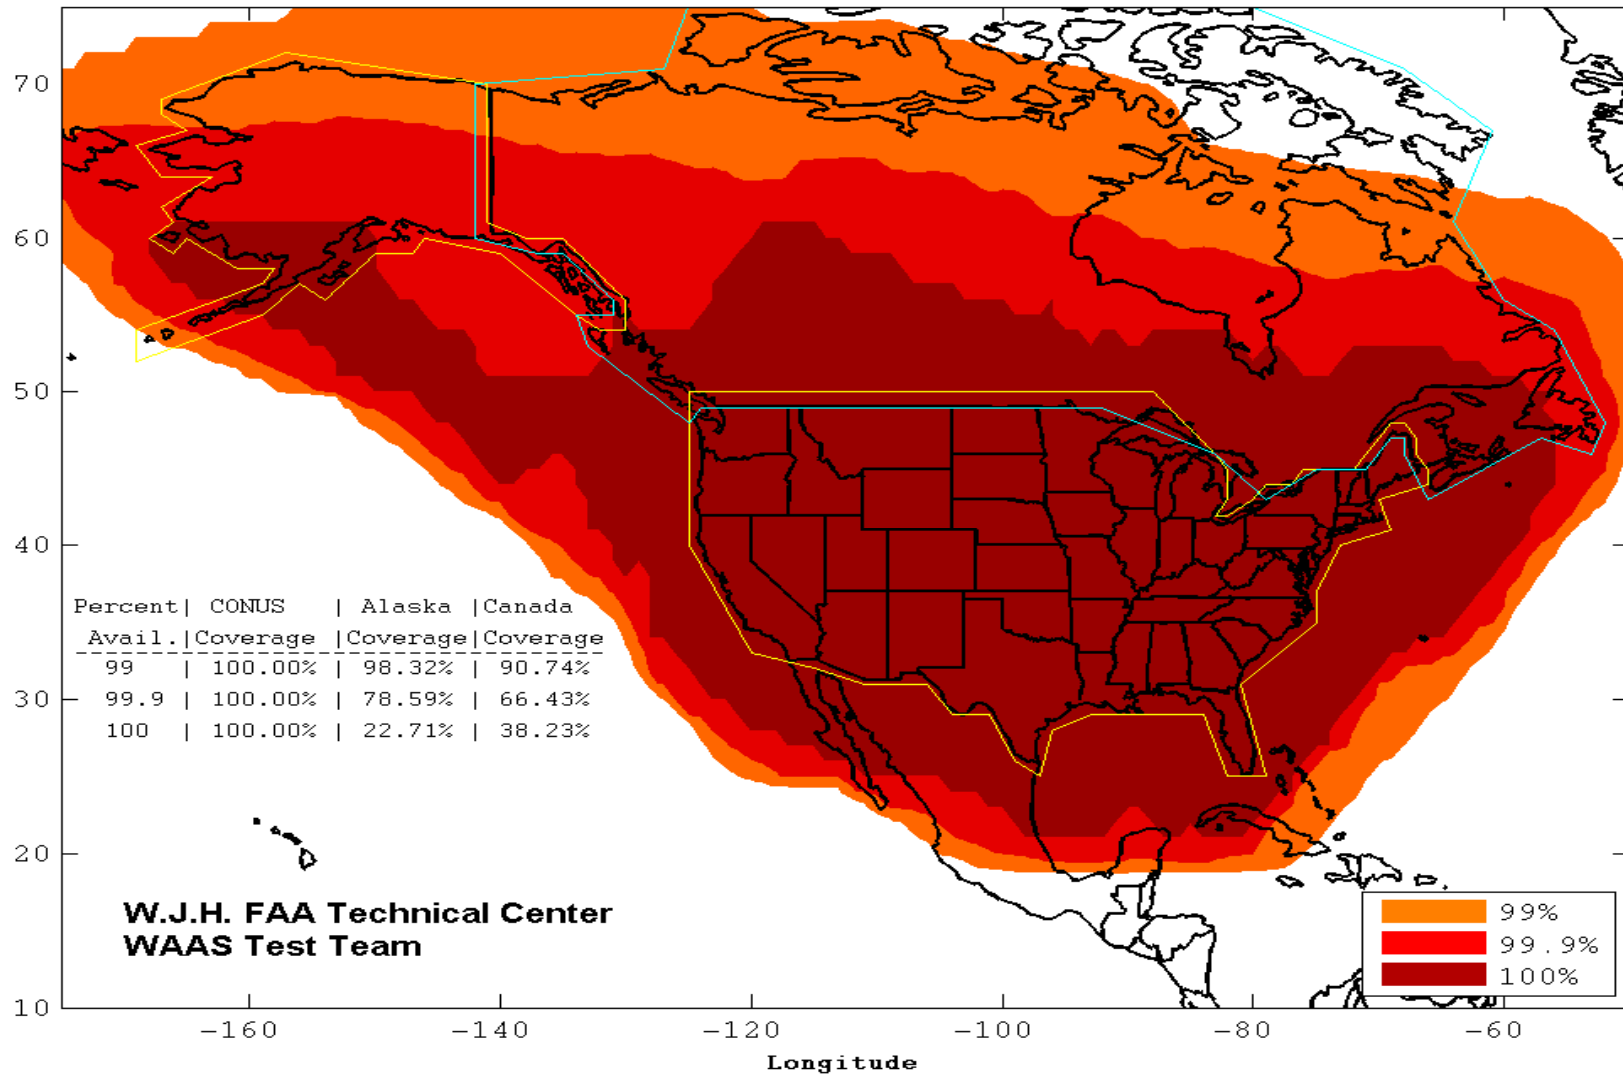 70
60
50
40
30
20
10
Percent| CONUS | Alaska |Canada
Avail.|Coverage |Coverage|Coverage
99 | 100.00% | 98.32% | 90.74%
99.9 | 100.00% | 78.59% | 66.43%
100 | 100.00% | 22.71% | 38.23%
W.J.H. FAA Technical Center
WAAS Test Team
99%
99.9%
100%
-160 -140 -120 -100 -80 -60
Longitude